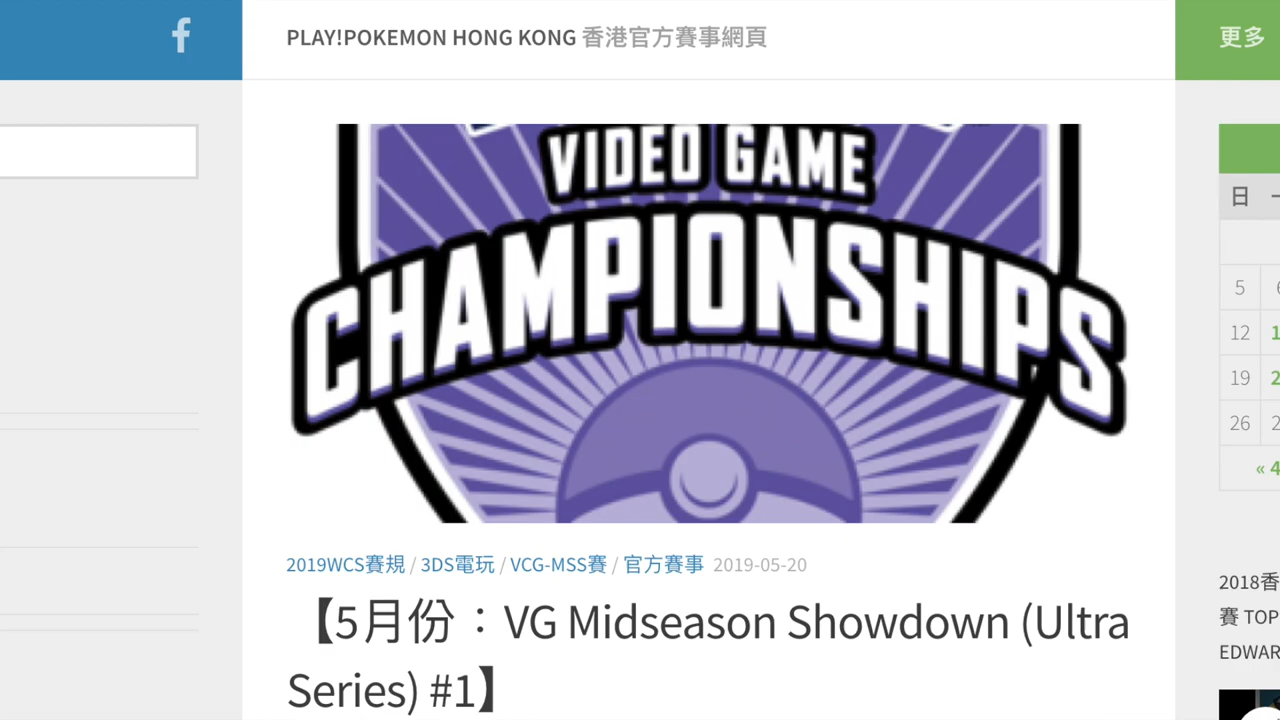 PLAY!POKEMON HONG KONG 香港官方賽事網頁
更多
VIDEO GAME
CHAMPIONSHIPS
日
5
12
19
26
« 4
2019WCS賽規 / 3DS電玩 / VCG-MSS賽 / 官方賽事 2019-05-20
【5月份：VG Midseason Showdown (Ultra
Series) #1】
2018香
賽 TOP
EDWAR